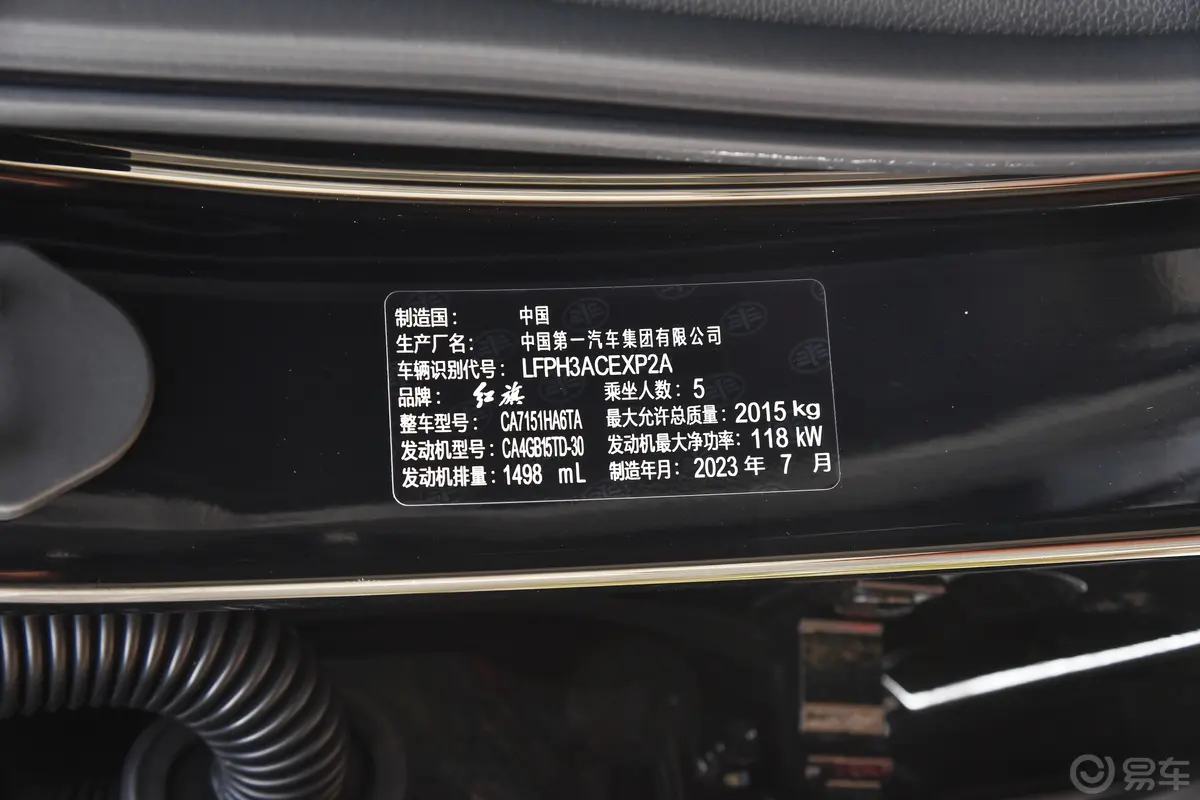 制造国： 中国
生产厂名： 中国第一汽车集团有限公司
车辆识别代号：LFPH3ACEXP2A
品牌： 红旗 乘坐人数：5
整车型号：CA7151HA6TA 最大允许总质量：2015 kg
发动机型号：CA4GB15TD-30 发动机最大净功率：118 kW
发动机排量：1498 mL 制造年月：2023 年 7 月
易车